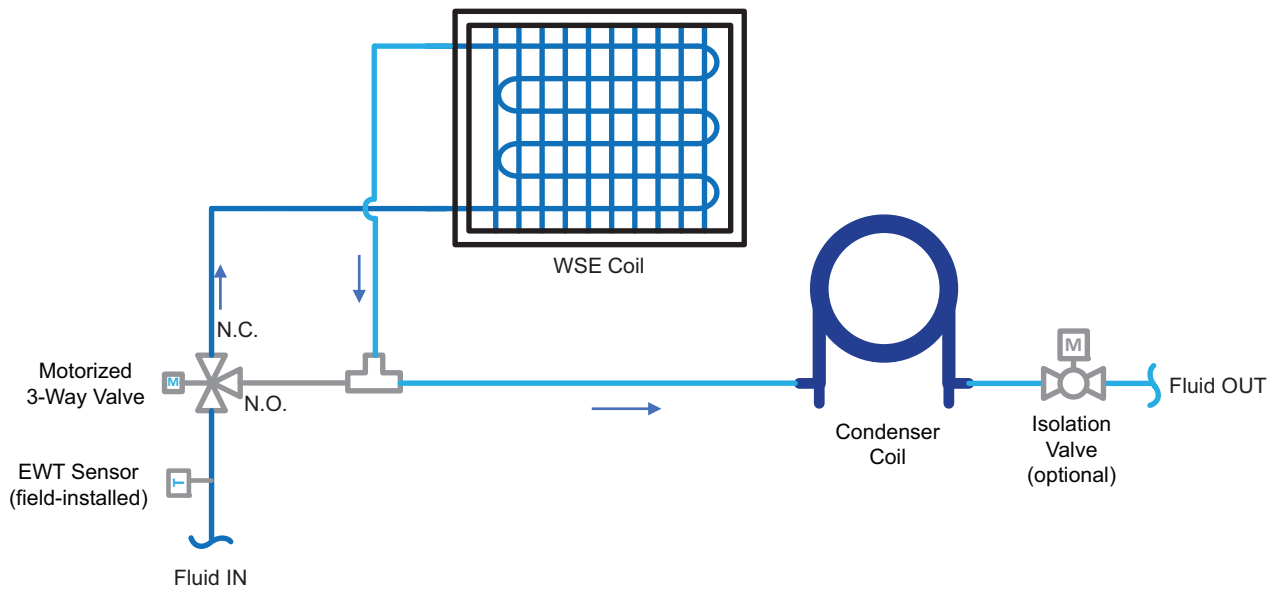 WSE Coil
N.C.
Motorized
3-Way Valve
M
N.O.
M
Fluid OUT
Condenser
Coil
Isolation
Valve
(optional)
EWT Sensor
(field-installed)
T
Fluid IN